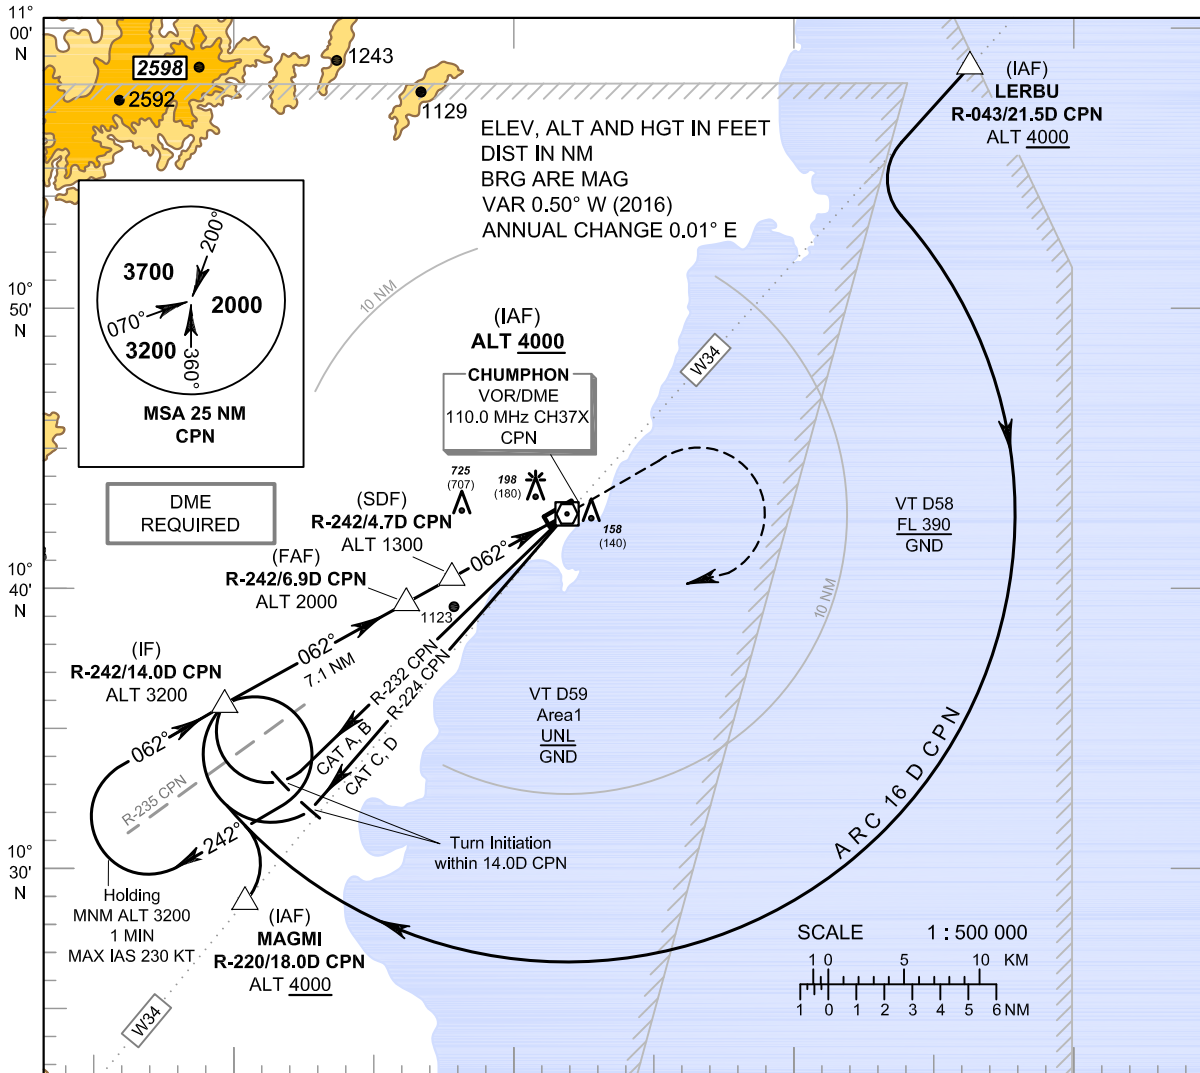 11°
00'
N
2598
2592
1243
1129
(IAF)
LERBU
R-043/21.5D CPN
ALT 4000
ELEV, ALT AND HGT IN FEET
DIST IN NM
BRG ARE MAG
VAR 0.50° W (2016)
ANNUAL CHANGE 0.01° E
200°
3700
2000
070°
3200
360°
MSA 25 NM
CPN
10°
50'
N
10 NM
(IAF)
ALT 4000
CHUMPHON
VOR/DME
110.0 MHz CH37X
CPN
W34
DME
REQUIRED
725
(707)
198
(180)
158
(140)
(SDF)
R-242/4.7D CPN
ALT 1300
062°
(FAF)
R-242/6.9D CPN
ALT 2000
1123
VT D58
FL 390
GND
10 NM
10°
40'
N
(IF)
R-242/14.0D CPN
ALT 3200
062°
7.1 NM
R-232 CPN
R-224 CPN
CAT A, B
CAT C, D
VT D59
Area1
UNL
GND
062°
R-235 CPN
242°
Turn Initiation
within 14.0D CPN
ARC 16 D CPN
10°
30'
N
Holding
MNM ALT 3200
1 MIN
MAX IAS 230 KT
(IAF)
MAGMI
R-220/18.0D CPN
ALT 4000
W34
SCALE 1 : 500 000
1 0 5 10 KM
1 0 1 2 3 4 5 6 NM